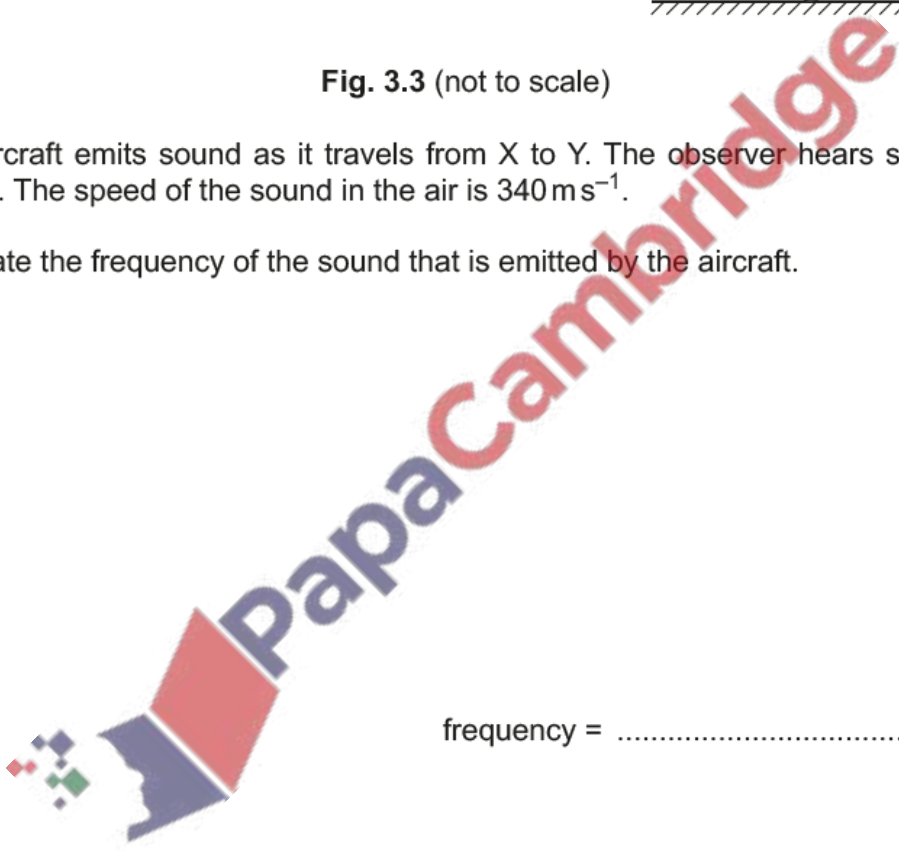 Fig. 3.3 (not to scale)
rcraft emits sound as it travels from X to Y. The observer hears s
. The speed of the sound in the air is 340 m s⁻¹.
ate the frequency of the sound that is emitted by the aircraft.
PapaCambridge
frequency = ................................